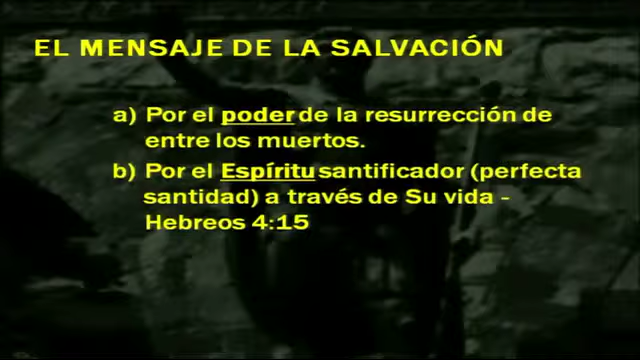 EL MENSAJE DE LA SALVACIÓN
a) Por el poder de la resurrección de
entre los muertos.
b) Por el Espíritu santificador (perfecta
santidad) a través de Su vida -
Hebreos 4:15